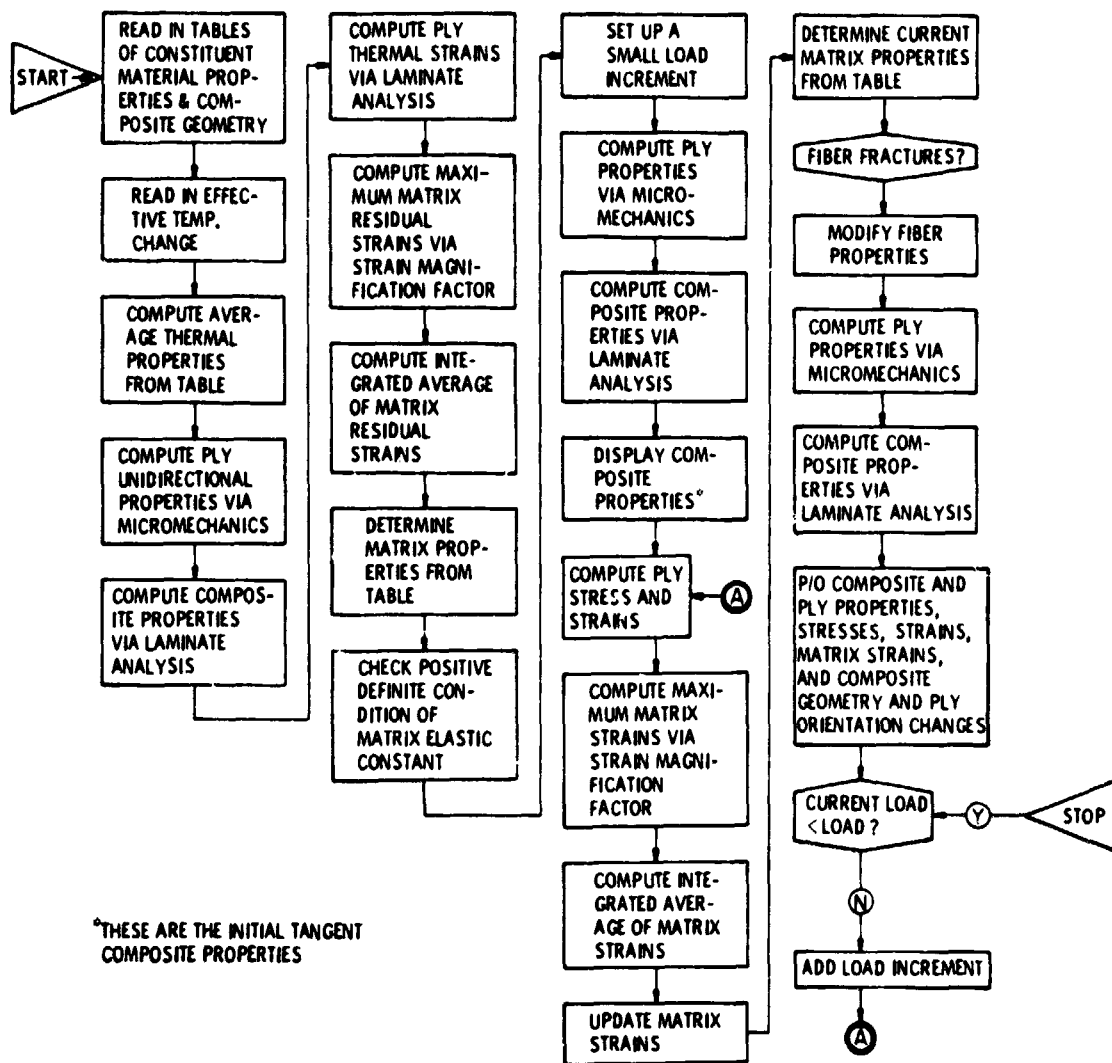 START
READ IN TABLES
OF CONSTITUENT
MATERIAL PROP-
ERTIES & COM-
POSITE GEOMETRY
READ IN EFFEC-
TIVE TEMP.
CHANGE
COMPUTE AVER-
AGE THERMAL
PROPERTIES
FROM TABLE
COMPUTE PLY
UNIDIRECTIONAL
PROPERTIES VIA
MICROMECHANICS
COMPUTE COMPOS-
ITE PROPERTIES
VIA LAMINATE
ANALYSIS
COMPUTE PLY
THERMAL STRAINS
VIA LAMINATE
ANALYSIS
COMPUTE MAXI-
MUM MATRIX
RESIDUAL
STRAINS VIA
STRAIN MAGNI-
FICATION FACTOR
COMPUTE INTE-
GRATED AVERAGE
OF MATRIX
RESIDUAL
STRAINS
DETERMINE
MATRIX PROP-
ERTIES FROM
TABLE
CHECK POSITIVE
DEFINITE CON-
DITION OF
MATRIX ELASTIC
CONSTANT
SET UP A
SMALL LOAD
INCREMENT
COMPUTE PLY
PROPERTIES
VIA MICRO-
MECHANICS
COMPUTE COM-
POSITE PROP-
ERTIES VIA
LAMINATE
ANALYSIS
DISPLAY COM-
POSITE
PROPERTIES*
COMPUTE PLY
STRESS AND
STRAINS
A
COMPUTE MAXI-
MUM MATRIX
STRAINS VIA
STRAIN MAGNI-
FICATION
FACTOR
COMPUTE INTE-
GRATED AVER-
AGE OF MATRIX
STRAINS
UPDATE MATRIX
STRAINS
DETERMINE CURRENT
MATRIX PROPERTIES
FROM TABLE
FIBER FRACTURES?
MODIFY FIBER
PROPERTIES
COMPUTE PLY
PROPERTIES VIA
MICROMECHANICS
COMPUTE COM-
POSITE PROP-
ERTIES VIA
LAMINATE ANALYSIS
P/O COMPOSITE AND
PLY PROPERTIES,
STRESSES, STRAINS,
MATRIX STRAINS,
AND COMPOSITE
GEOMETRY AND PLY
ORIENTATION CHANGES
CURRENT LOAD
< LOAD ?
Y
STOP
N
ADD LOAD INCREMENT
A
*THESE ARE THE INITIAL TANGENT
COMPOSITE PROPERTIES